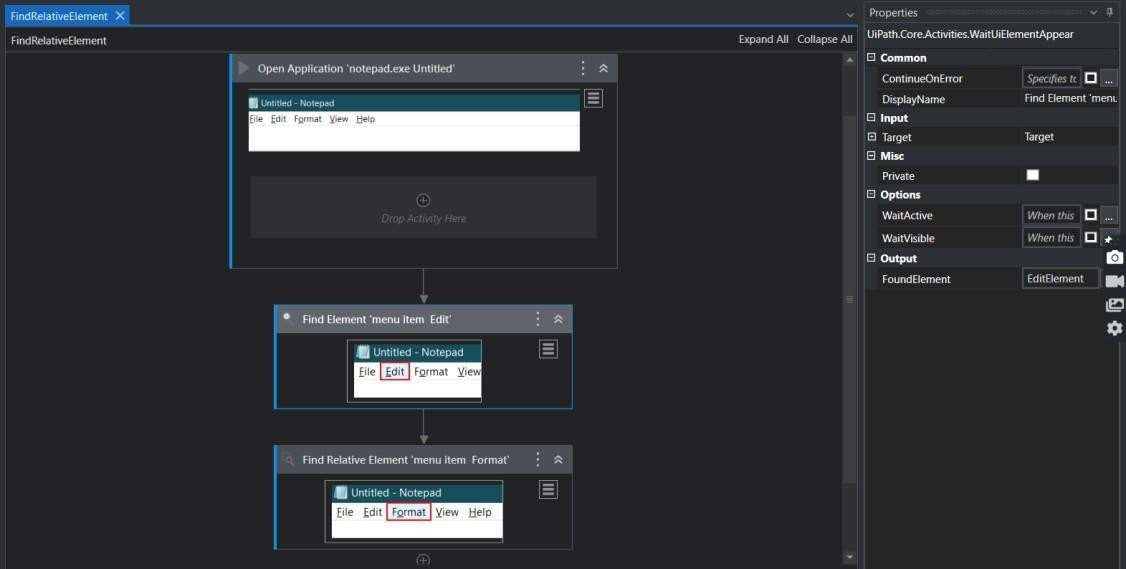 FindRelativeElement
FindRelativeElement
Expand All Collapse All
Open Application 'notepad.exe Untitled'
Untitled - Notepad
File Edit Format View Help
Drop Activity Here
Find Element 'menu item Edit'
Untitled - Notepad
File Edit Format View
Find Relative Element 'menu item Format'
Untitled - Notepad
File Edit Format View Help
Properties
UiPath.Core.Activities.WaitUiElementAppear
Common
ContinueOnError Specifies to ...
DisplayName Find Element 'menu
Input
Target Target
Misc
Private
Options
WaitActive When this ...
WaitVisible When this
Output
FoundElement EditElement